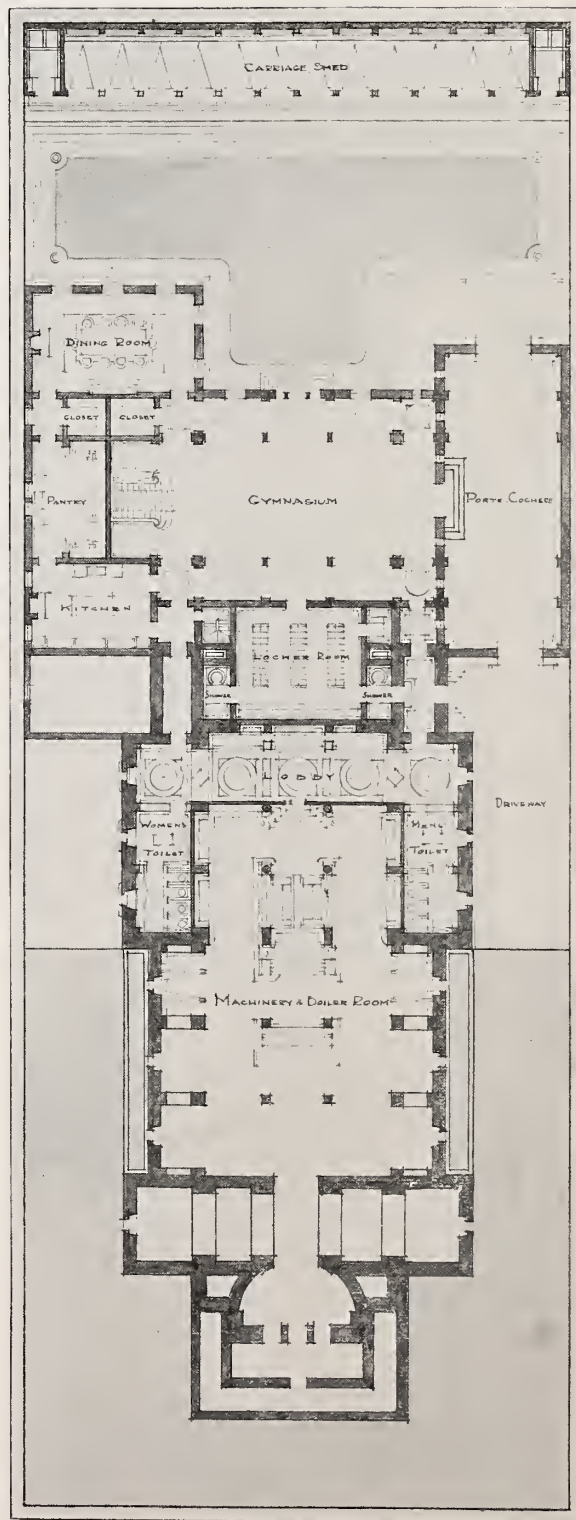 CARRIAGE SHED
DINING ROOM
CLOSET
CLOSET
PANTRY
GYMNASIUM
PORTE COCHERE
KITCHEN
LOCKER ROOM
SHOWER
SHOWER
LOBBY
WOMENS
TOILET
MENS
TOILET
DRIVEWAY
MACHINERY & BOILER ROOM